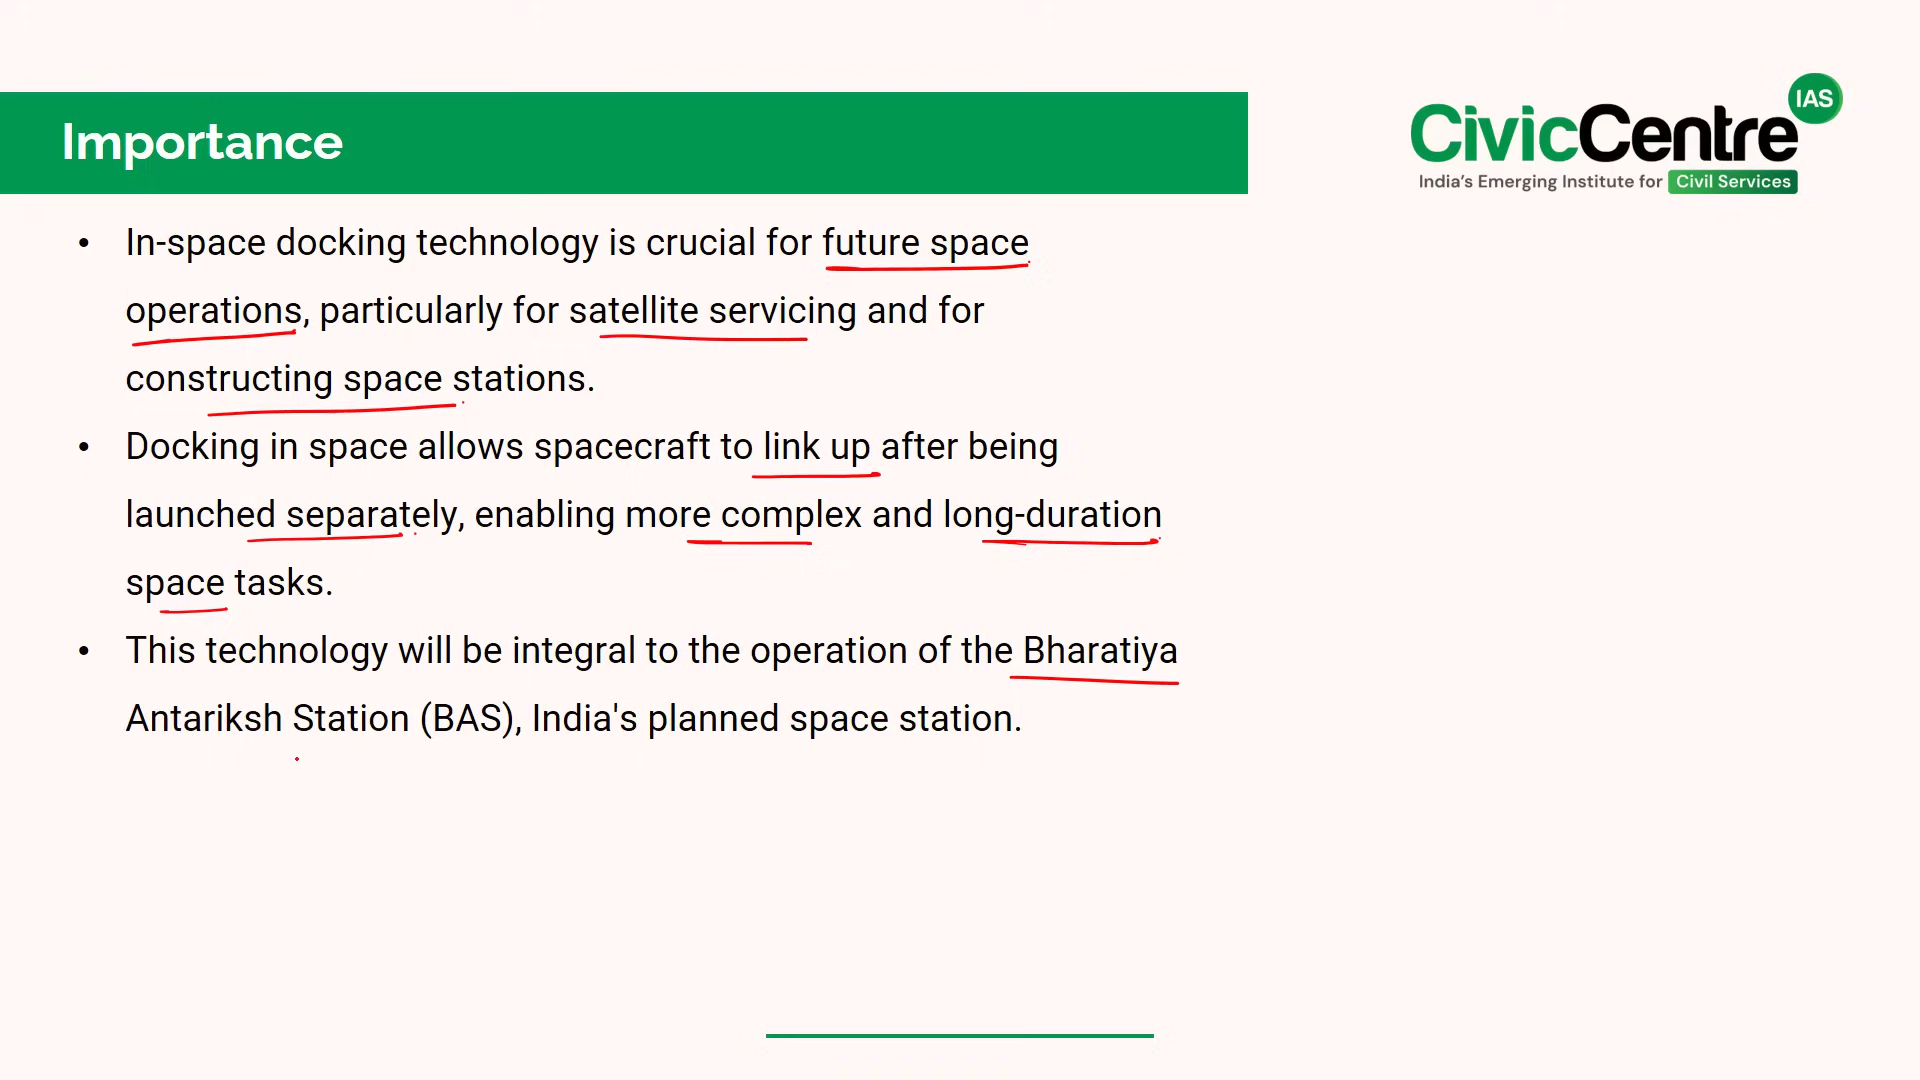 Importance
IAS
CivicCentre
India's Emerging Institute for Civil Services
• In-space docking technology is crucial for future space
operations, particularly for satellite servicing and for
constructing space stations.
• Docking in space allows spacecraft to link up after being
launched separately, enabling more complex and long-duration
space tasks.
• This technology will be integral to the operation of the Bharatiya
Antariksh Station (BAS), India's planned space station.